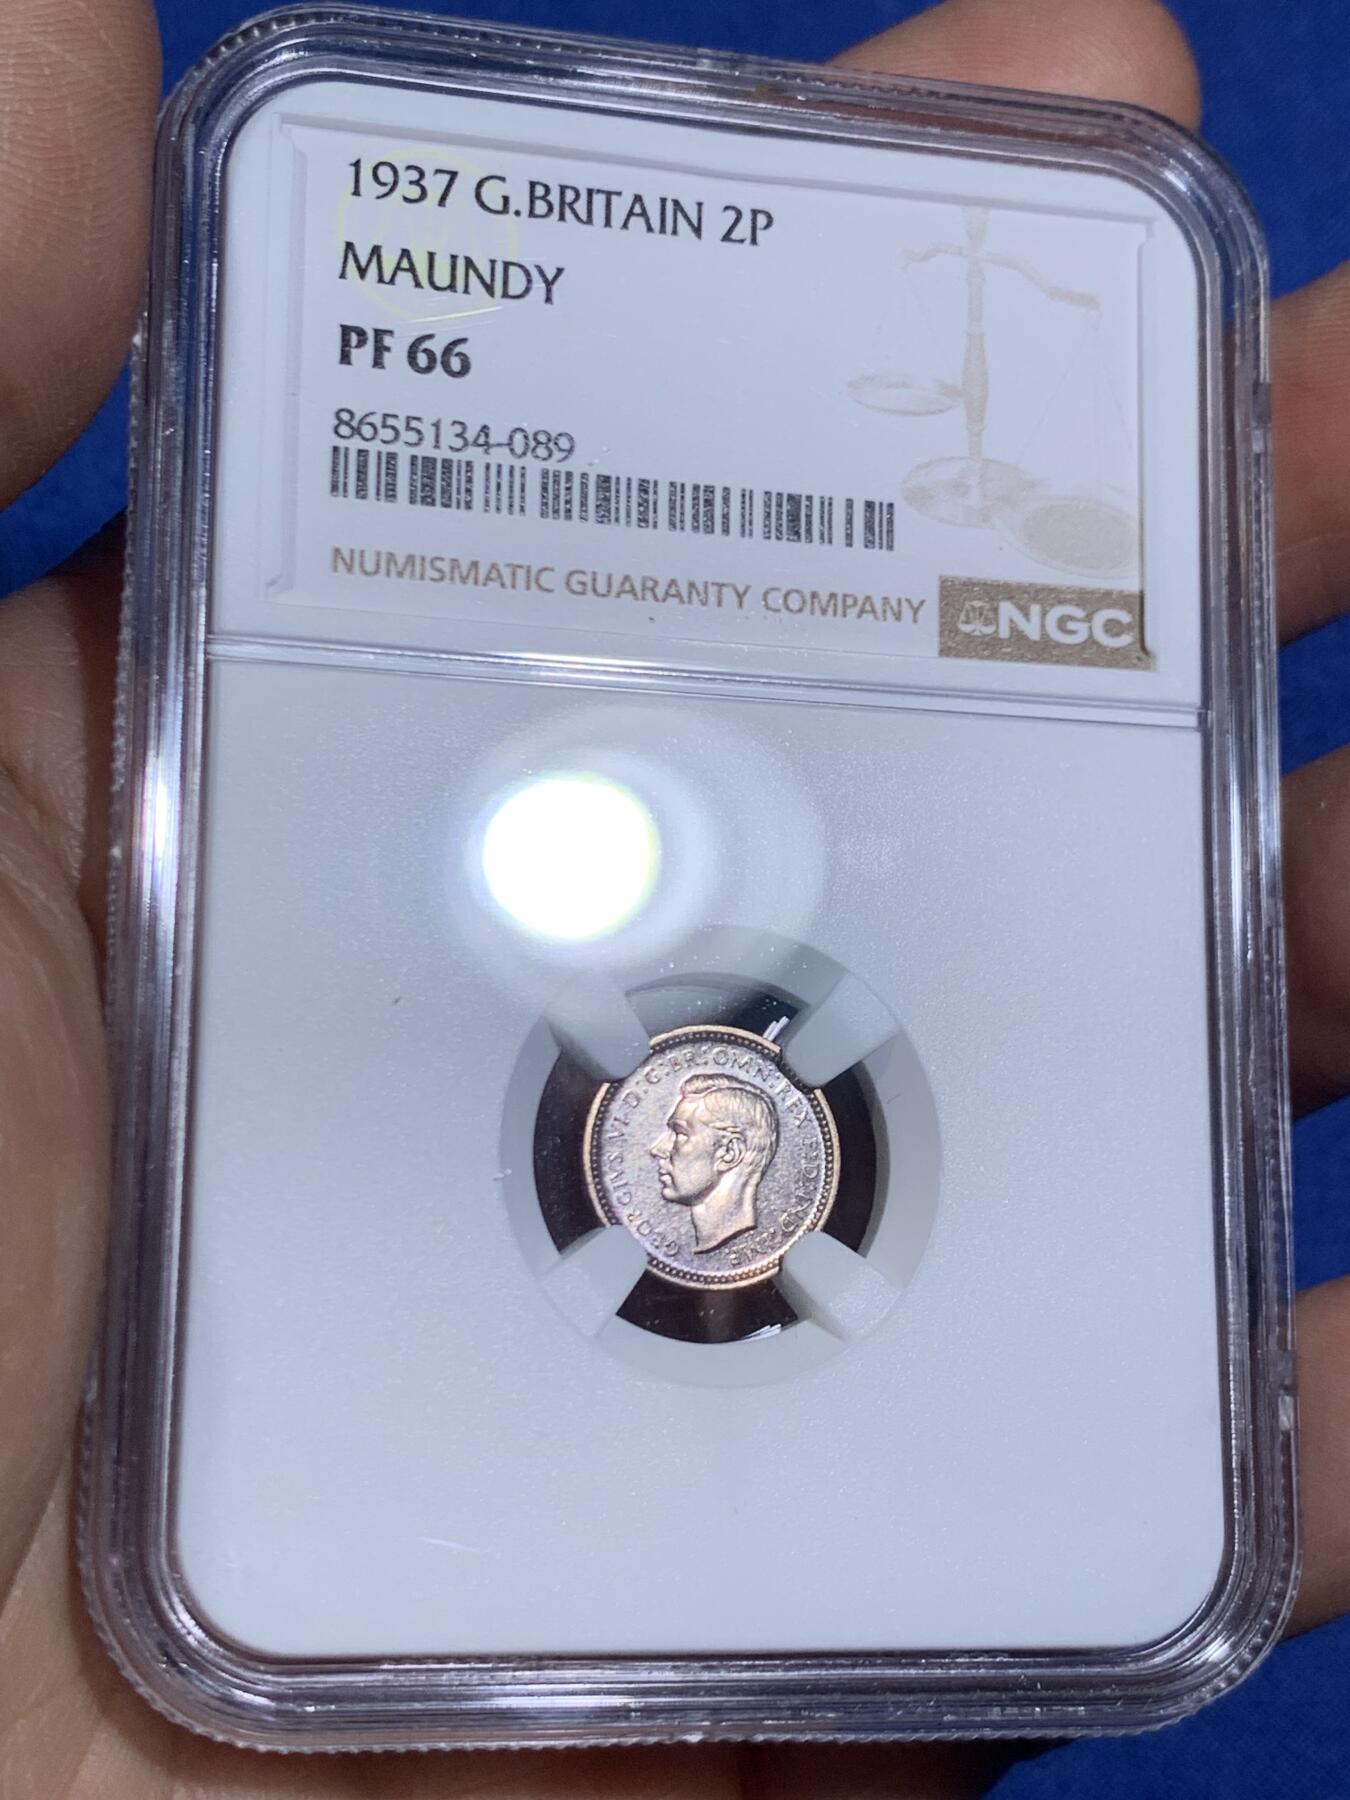 1937 G.BRITAIN 2P
MAUNDY
PF 66
8655134-089
NUMISMATIC GUARANTY COMPANY
NGC
GEORGIVS VI D:G:BR:OMN:REX F:D:IND:IMP